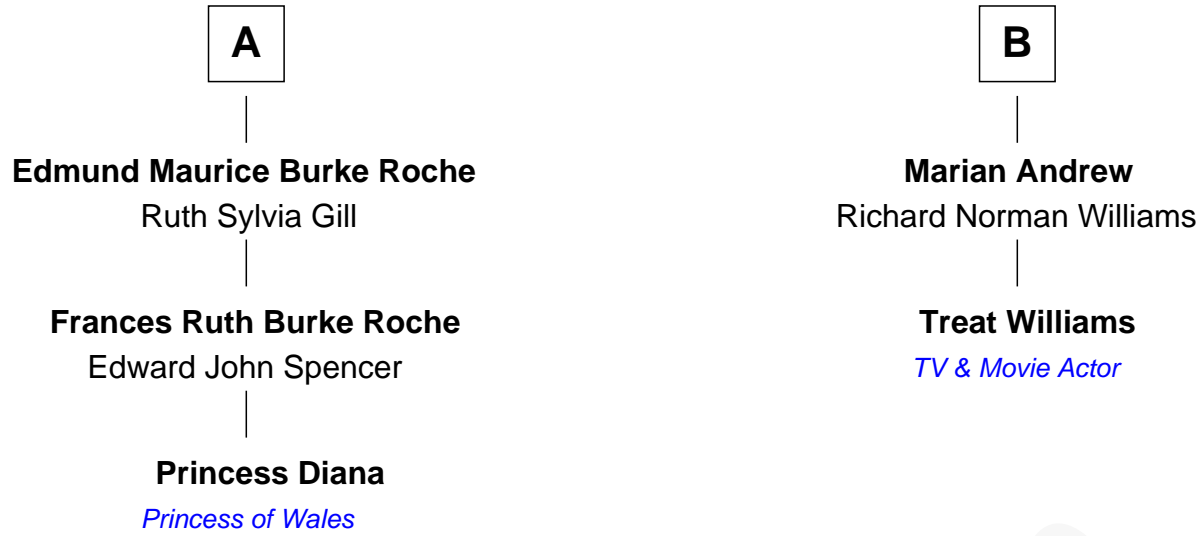 A
Edmund Maurice Burke Roche
Ruth Sylvia Gill
Frances Ruth Burke Roche
Edward John Spencer
Princess Diana
Princess of Wales
B
Marian Andrew
Richard Norman Williams
Treat Williams
TV & Movie Actor